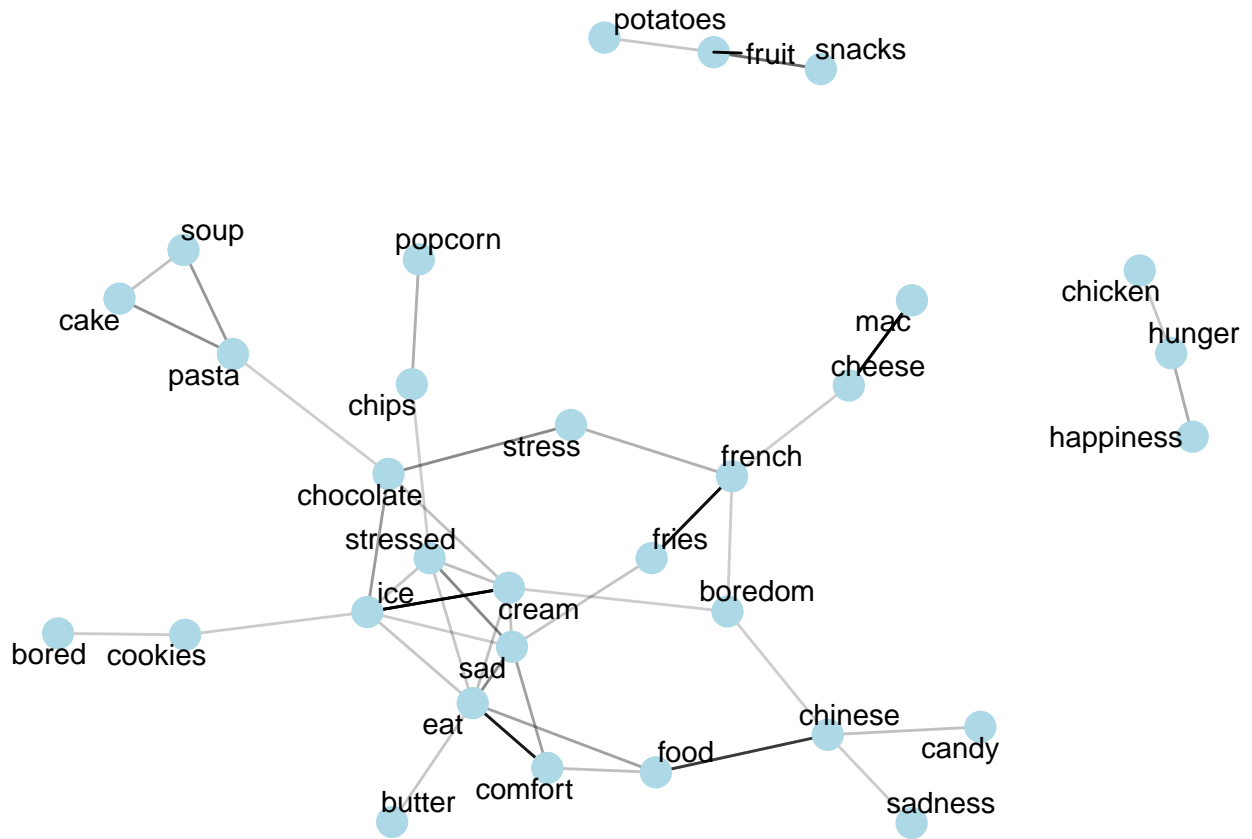 potatoes
fruit
snacks
soup
popcorn
chicken
cake
mac
hunger
pasta
cheese
chips
happiness
stress
french
chocolate
stressed
fries
ice
cream
boredom
bored
cookies
sad
eat
chinese
food
candy
comfort
butter
sadness